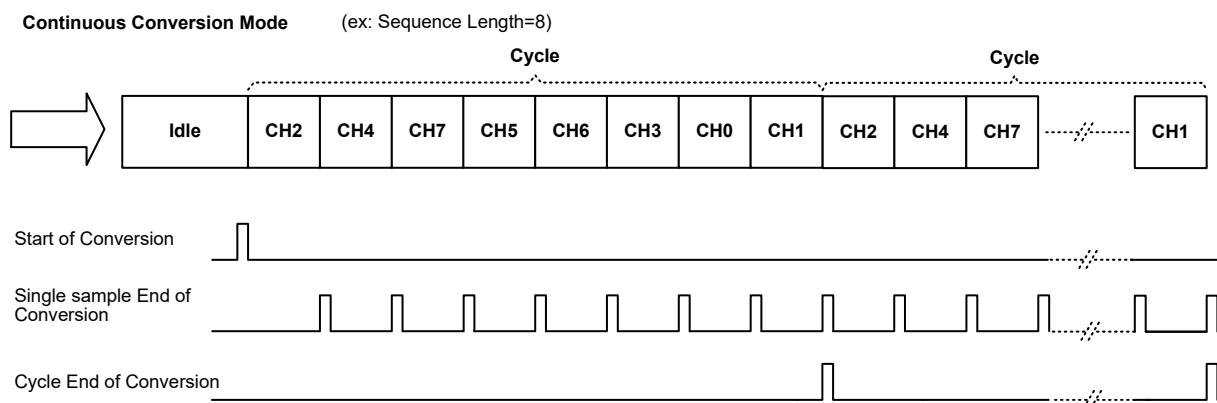 Continuous Conversion Mode (ex: Sequence Length=8)
Cycle Cycle
Idle CH2 CH4 CH7 CH5 CH6 CH3 CH0 CH1 CH2 CH4 CH7 CH1
Start of Conversion
Single sample End of
Conversion
Cycle End of Conversion